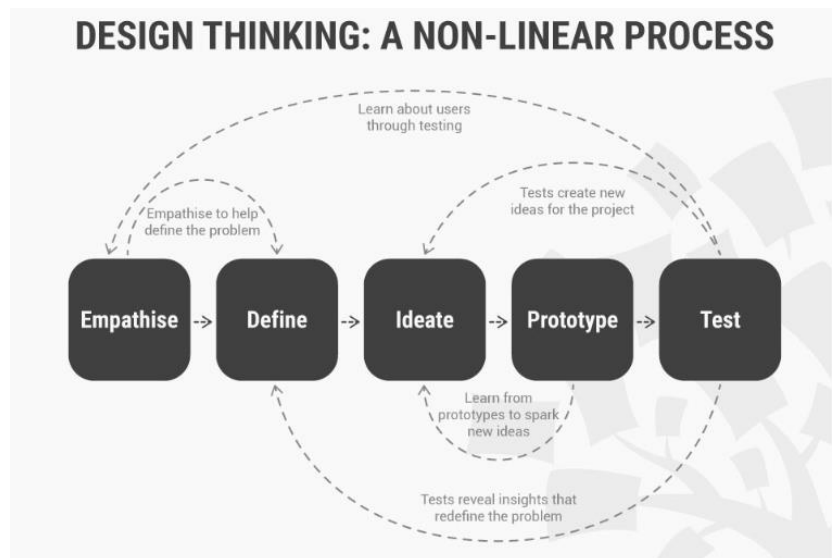 DESIGN THINKING: A NON-LINEAR PROCESS
Learn about users
through testing
Tests create new
ideas for the project
Empathise to help
define the problem
Empathise
Define
Ideate
Prototype
Test
Learn from
prototypes to spark
new ideas
Tests reveal insights that
redefine the problem